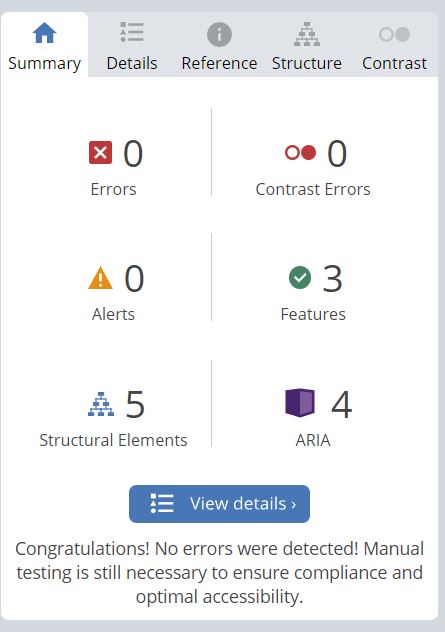 Summary Details Reference Structure Contrast
0 0
Errors Contrast Errors
0 3
Alerts Features
5 4
Structural Elements ARIA
View details ›
Congratulations! No errors were detected! Manual
testing is still necessary to ensure compliance and
optimal accessibility.